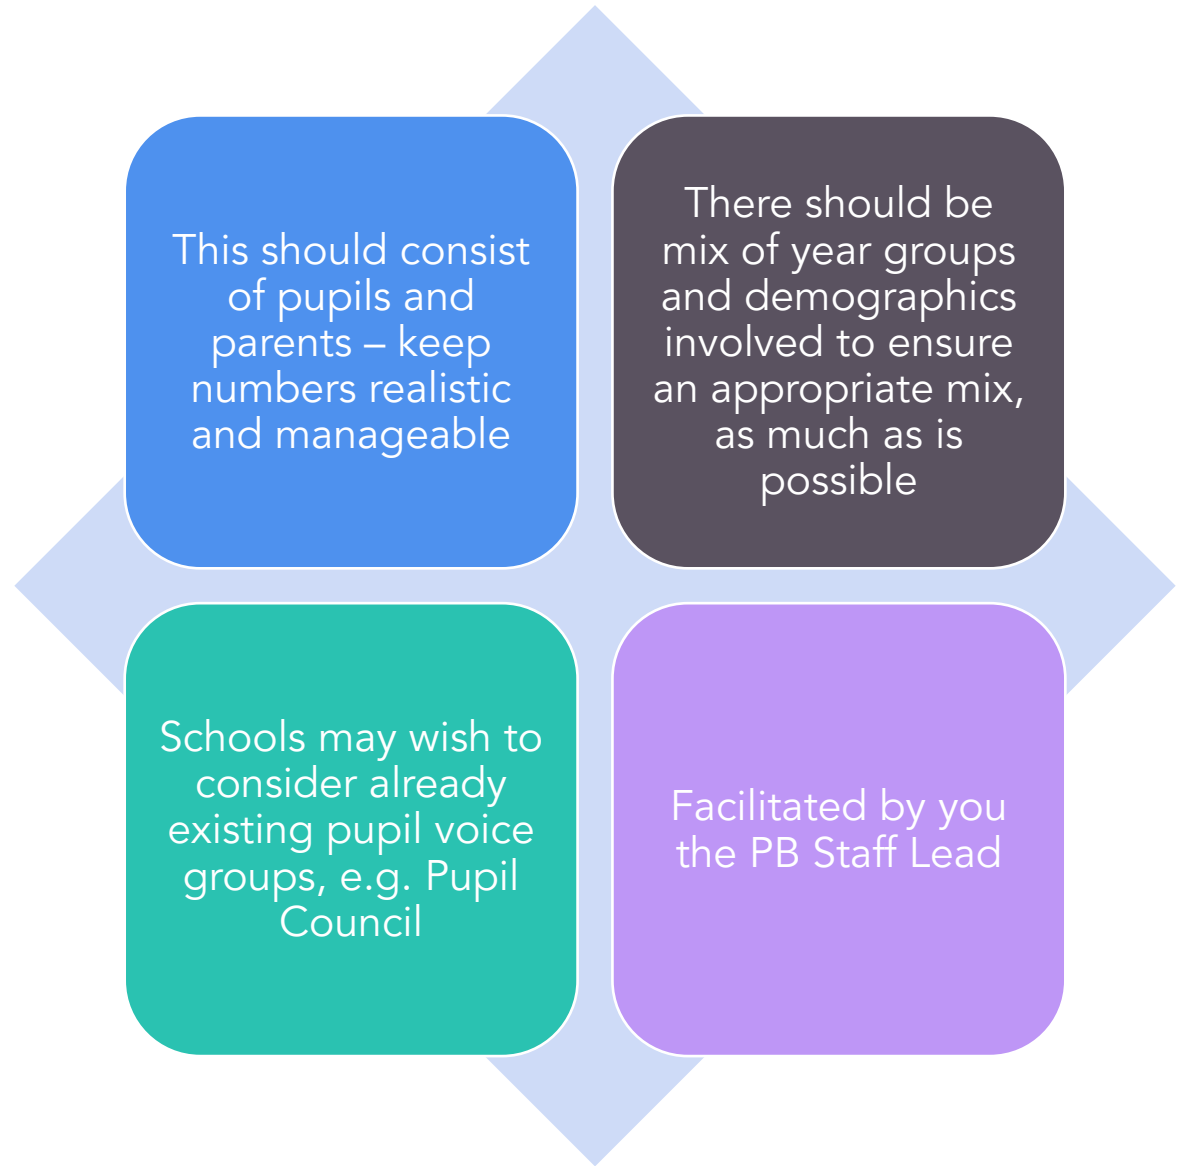 This should consist
of pupils and
parents – keep
numbers realistic
and manageable
There should be
mix of year groups
and demographics
involved to ensure
an appropriate mix,
as much as is
possible
Schools may wish to
consider already
existing pupil voice
groups, e.g. Pupil
Council
Facilitated by you
the PB Staff Lead